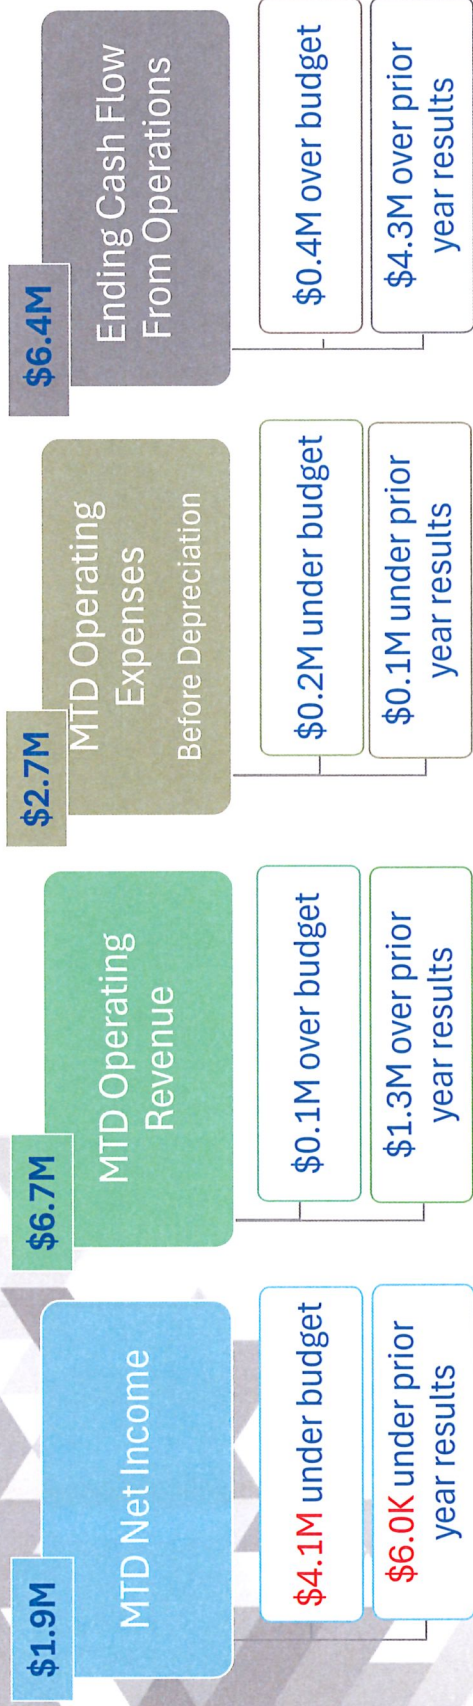 $1.9M
MTD Net Income
$4.1M under budget
$6.0K under prior
year results
$6.7M
MTD Operating
Revenue
$0.1M over budget
$1.3M over prior
year results
$2.7M
MTD Operating
Expenses
Before Depreciation
$0.2M under budget
$0.1M under prior
year results
$6.4M
Ending Cash Flow
From Operations
$0.4M over budget
$4.3M over prior
year results